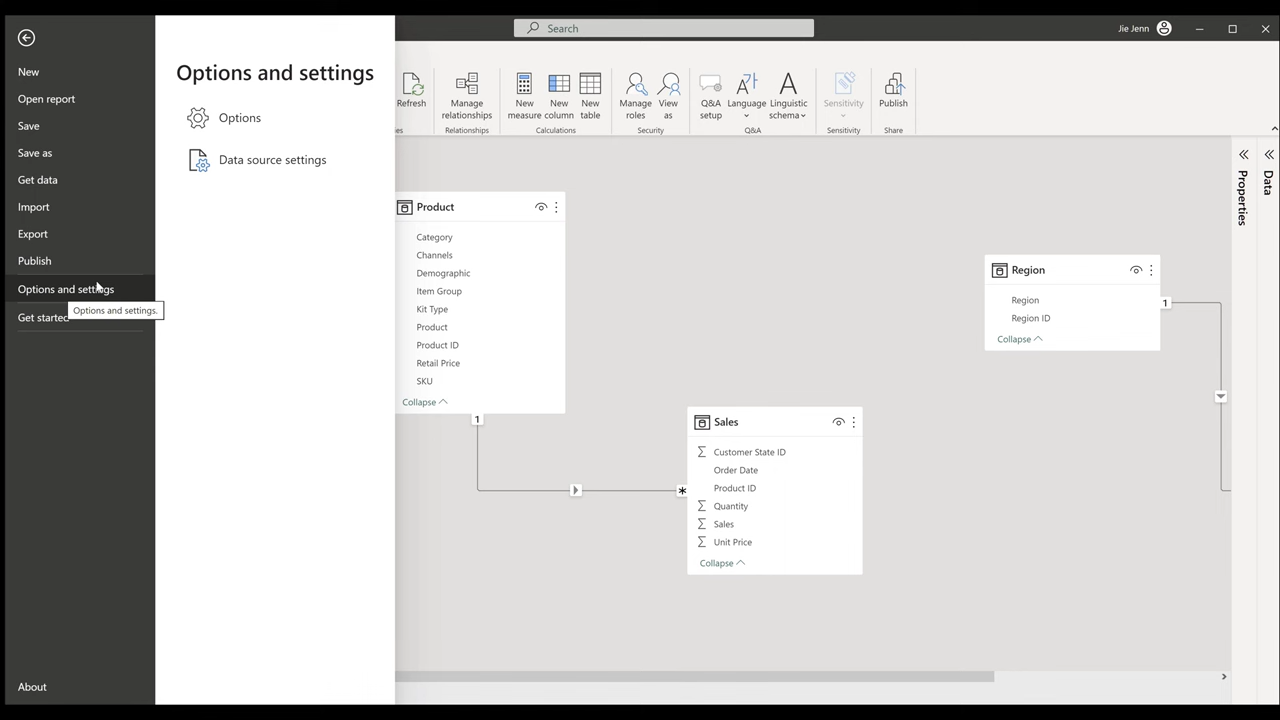 Search
Jie Jenn
New
Open report
Save
Save as
Get data
Import
Export
Publish
Options and settings
Options and settings.
Get started
About
Options and settings
Options
Data source settings
Refresh
Manage
relationships
Relationships
New
measure
New
column
New
table
Calculations
Manage
roles
View
as
Security
Q&A
setup
Language
Linguistic
schema
Q&A
Sensitivity
Sensitivity
Publish
Share
Product
Category
Channels
Demographic
Item Group
Kit Type
Product
Product ID
Retail Price
SKU
Collapse
1
*
Sales
Customer State ID
Order Date
Product ID
Quantity
Sales
Unit Price
Collapse
Region
Region
Region ID
Collapse
1
Properties
Data